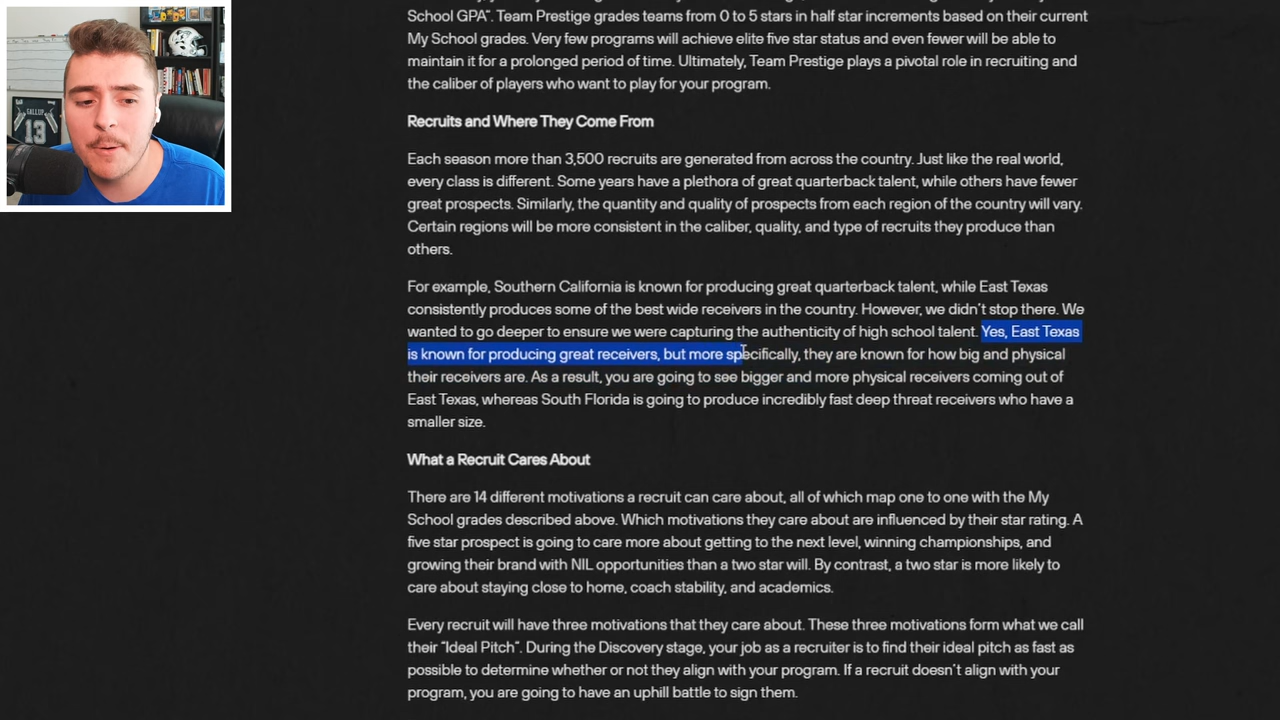 School GPA". Team Prestige grades teams from 0 to 5 stars in half star increments based on their current
My School grades. Very few programs will achieve elite five star status and even fewer will be able to
maintain it for a prolonged period of time. Ultimately, Team Prestige plays a pivotal role in recruiting and
the caliber of players who want to play for your program.
Recruits and Where They Come From
Each season more than 3,500 recruits are generated from across the country. Just like the real world,
every class is different. Some years have a plethora of great quarterback talent, while others have fewer
great prospects. Similarly, the quantity and quality of prospects from each region of the country will vary.
Certain regions will be more consistent in the caliber, quality, and type of recruits they produce than
others.
For example, Southern California is known for producing great quarterback talent, while East Texas
consistently produces some of the best wide receivers in the country. However, we didn't stop there. We
wanted to go deeper to ensure we were capturing the authenticity of high school talent. Yes, East Texas
is known for producing great receivers, but more specifically, they are known for how big and physical
their receivers are. As a result, you are going to see bigger and more physical receivers coming out of
East Texas, whereas South Florida is going to produce incredibly fast deep threat receivers who have a
smaller size.
What a Recruit Cares About
There are 14 different motivations a recruit can care about, all of which map one to one with the My
School grades described above. Which motivations they care about are influenced by their star rating. A
five star prospect is going to care more about getting to the next level, winning championships, and
growing their brand with NIL opportunities than a two star will. By contrast, a two star is more likely to
care about staying close to home, coach stability, and academics.
Every recruit will have three motivations that they care about. These three motivations form what we call
their "Ideal Pitch". During the Discovery stage, your job as a recruiter is to find their ideal pitch as fast as
possible to determine whether or not they align with your program. If a recruit doesn't align with your
program, you are going to have an uphill battle to sign them.
GALLUP
13